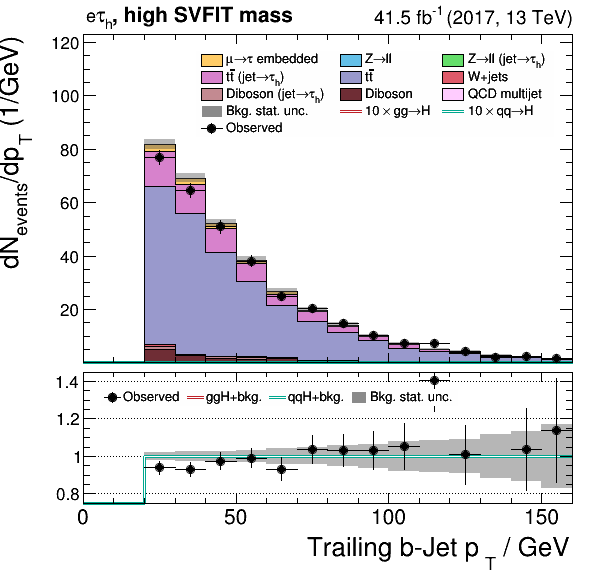 eτh, high SVFIT mass 41.5 fb⁻¹ (2017, 13 TeV)
dNevents/dpT (1/GeV)
120
100
80
60
40
20
μ→τ embedded Z→ll Z→ll (jet→τh)
tt̄ (jet→τh) tt̄ W+jets
Diboson (jet→τh) Diboson QCD multijet
Bkg. stat. unc. 10 × gg→H 10 × qq→H
Observed
1.4
1.2
1
0.8
Observed ggH+bkg. qqH+bkg. Bkg. stat. unc.
0 50 100 150
Trailing b-Jet pT / GeV